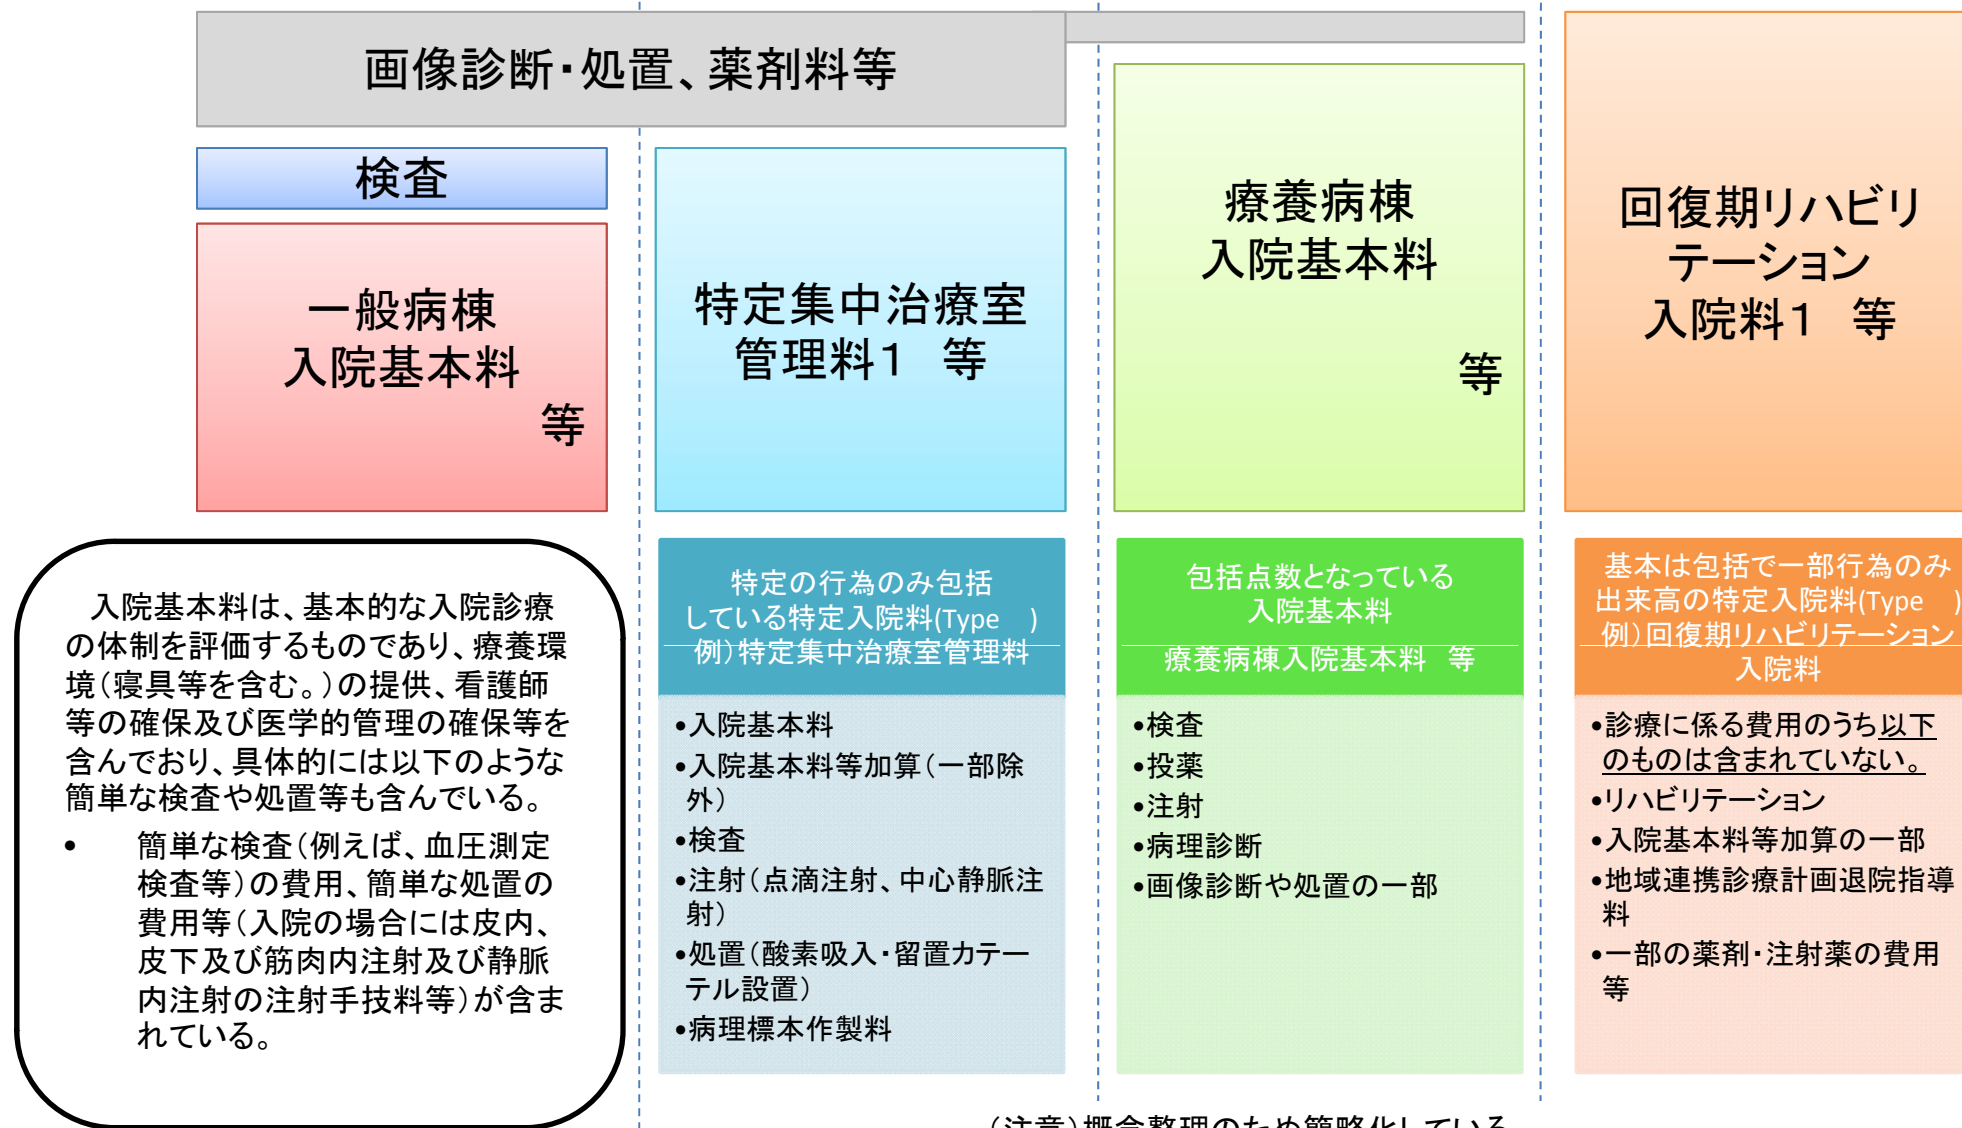 画像診断・処置、薬剤料等
検査
一般病棟
入院基本料
等
特定集中治療室
管理料１　等
療養病棟
入院基本料
等
回復期リハビリ
テーション
入院料１　等
入院基本料は、基本的な入院診療
の体制を評価するものであり、療養環
境（寝具等を含む。）の提供、看護師
等の確保及び医学的管理の確保等を
含んでおり、具体的には以下のような
簡単な検査や処置等も含んでいる。
• 簡単な検査（例えば、血圧測定
検査等）の費用、簡単な処置の
費用等（入院の場合には皮内、
皮下及び筋肉内注射及び静脈
内注射の注射手技料等）が含ま
れている。
特定の行為のみ包括
している特定入院料(Type　)
例）特定集中治療室管理料
•入院基本料
•入院基本料等加算（一部除
外）
•検査
•注射（点滴注射、中心静脈注
射）
•処置（酸素吸入・留置カテー
テル設置）
•病理標本作製料
包括点数となっている
入院基本料
療養病棟入院基本料　等
•検査
•投薬
•注射
•病理診断
•画像診断や処置の一部
基本は包括で一部行為のみ
出来高の特定入院料(Type　)
例）回復期リハビリテーション
入院料
•診療に係る費用のうち以下
のものは含まれていない。
•リハビリテーション
•入院基本料等加算の一部
•地域連携診療計画退院指導
料
•一部の薬剤・注射薬の費用
等
（注意）概念整理のため簡略化している